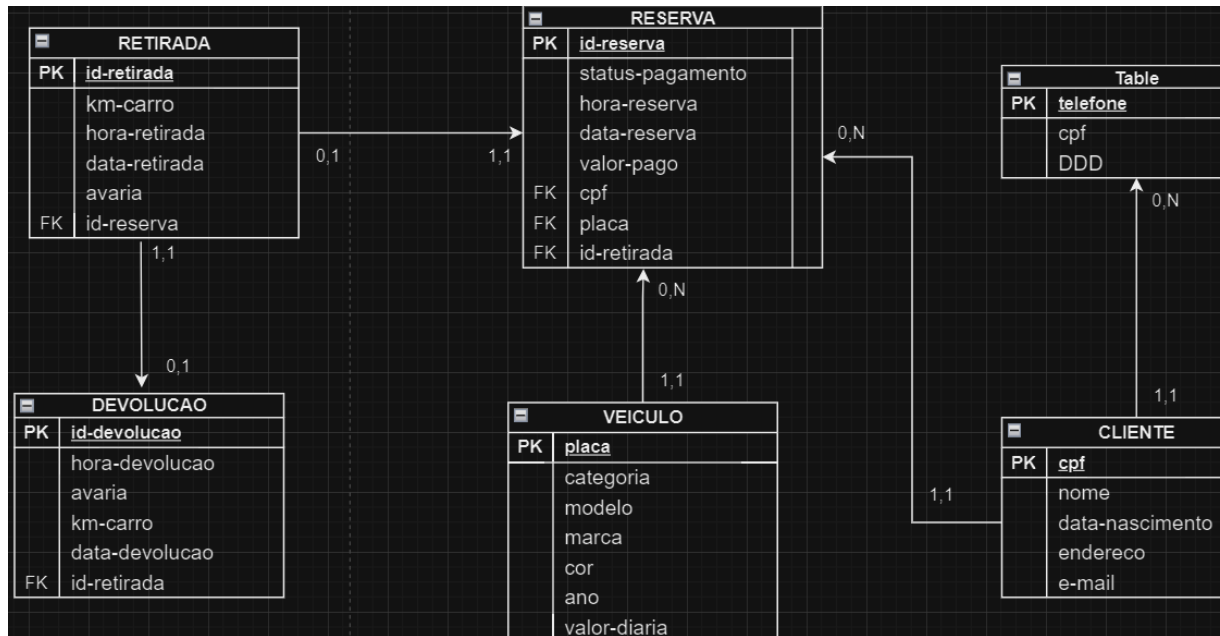 RETIRADA
PK id-retirada
km-carro
hora-retirada
data-retirada
avaria
FK id-reserva
0,1
1,1
1,1
0,1
DEVOLUCAO
PK id-devolucao
hora-devolucao
avaria
km-carro
data-devolucao
FK id-retirada
RESERVA
PK id-reserva
status-pagamento
hora-reserva
data-reserva
valor-pago
FK cpf
FK placa
FK id-retirada
0,N
0,N
1,1
VEICULO
PK placa
categoria
modelo
marca
cor
ano
valor-diaria
Table
PK telefone
cpf
DDD
0,N
1,1
1,1
CLIENTE
PK cpf
nome
data-nascimento
endereco
e-mail